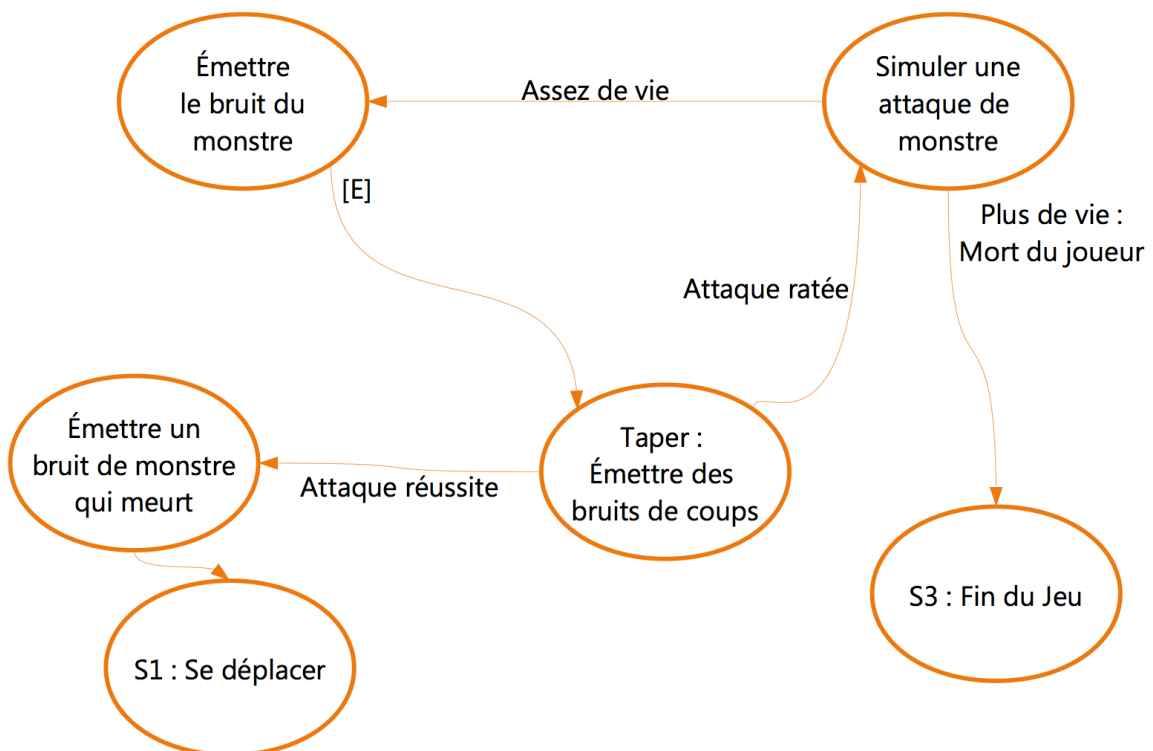 Émettre
le bruit du
monstre
Assez de vie
Simuler une
attaque de
monstre
[E]
Plus de vie :
Mort du joueur
Attaque ratée
Émettre un
bruit de monstre
qui meurt
Attaque réussite
Taper :
Émettre des
bruits de coups
S3 : Fin du Jeu
S1 : Se déplacer